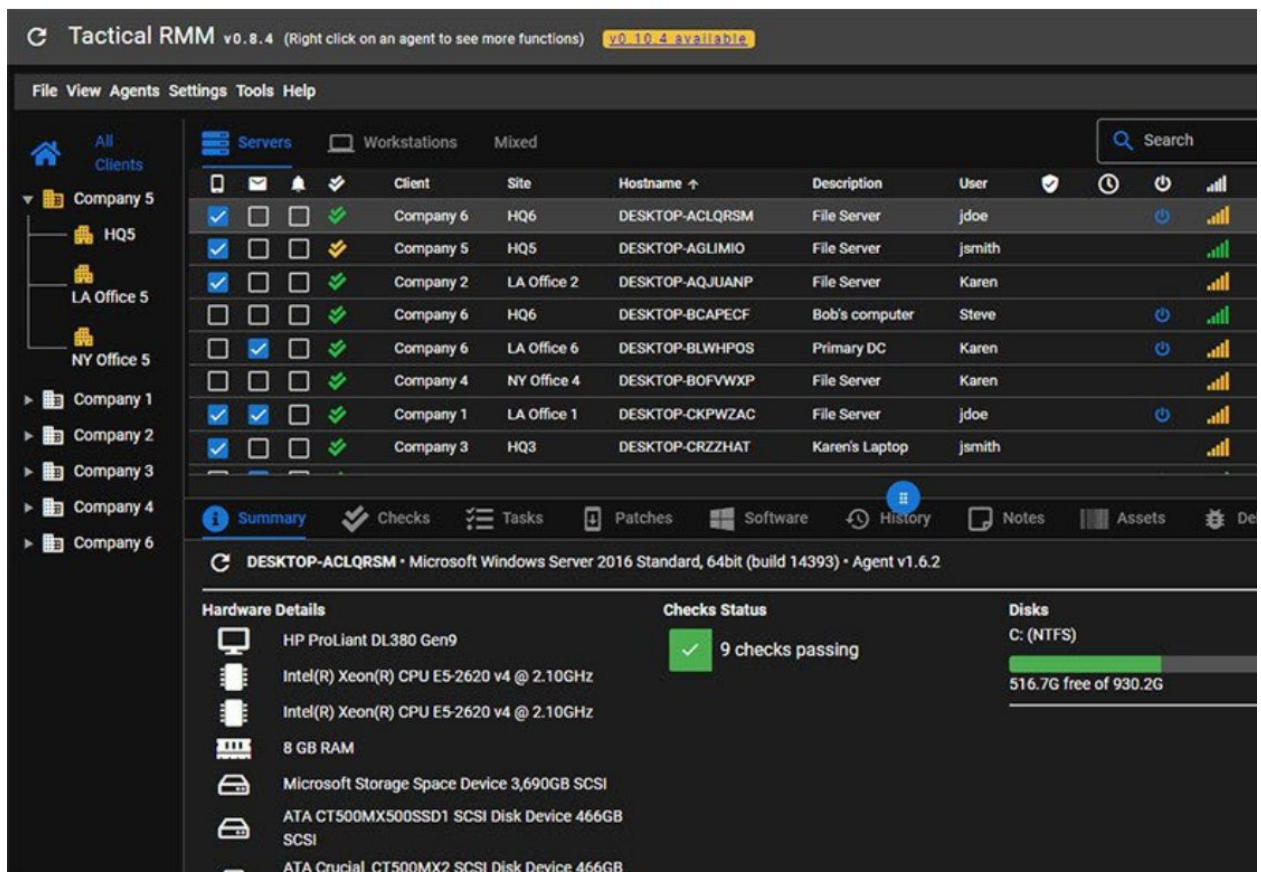 Tactical RMM v0.8.4 (Right click on an agent to see more functions) v0.10.4 available
File View Agents Settings Tools Help
All
Clients
Company 5
HQ5
LA Office 5
NY Office 5
Company 1
Company 2
Company 3
Company 4
Company 6
Servers Workstations Mixed Search
Client Site Hostname Description User
Company 6 HQ6 DESKTOP-ACLQRSM File Server jdoe
Company 5 HQ5 DESKTOP-AGLIMIO File Server jsmith
Company 2 LA Office 2 DESKTOP-AQJUANP File Server Karen
Company 6 HQ6 DESKTOP-BCAPECF Bob's computer Steve
Company 6 LA Office 6 DESKTOP-BLWHPOS Primary DC Karen
Company 4 NY Office 4 DESKTOP-BOFVWXP File Server Karen
Company 1 LA Office 1 DESKTOP-CKPWZAC File Server jdoe
Company 3 HQ3 DESKTOP-CRZZHAT Karen's Laptop jsmith
Summary Checks Tasks Patches Software History Notes Assets De
DESKTOP-ACLQRSM • Microsoft Windows Server 2016 Standard, 64bit (build 14393) • Agent v1.6.2
Hardware Details
HP ProLiant DL380 Gen9
Intel(R) Xeon(R) CPU E5-2620 v4 @ 2.10GHz
Intel(R) Xeon(R) CPU E5-2620 v4 @ 2.10GHz
8 GB RAM
Microsoft Storage Space Device 3,690GB SCSI
ATA CT500MX500SSD1 SCSI Disk Device 466GB
SCSI
ATA Crucial_CT500MX2 SCSI Disk Device 466GB
Checks Status
9 checks passing
Disks
C: (NTFS)
516.7G free of 930.2G